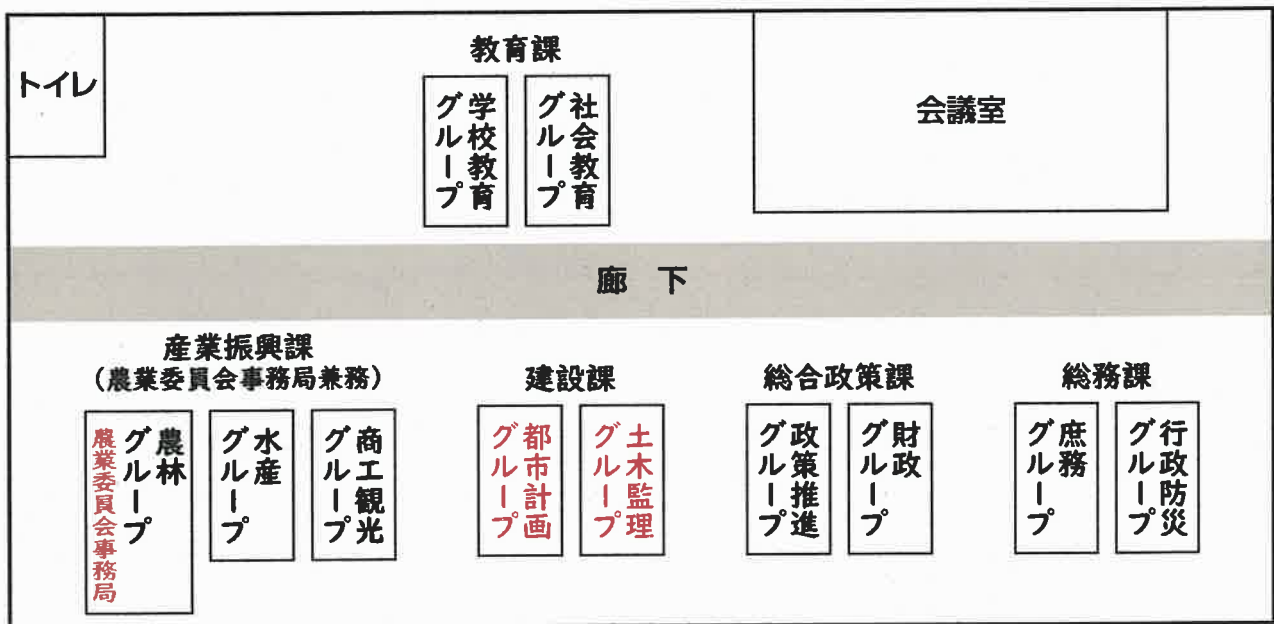 トイレ
教育課
学校教育
グループ
社会教育
グループ
会議室
廊下
産業振興課
（農業委員会事務局兼務）
農林
グループ
農業委員会事務局
水産
グループ
商工観光
グループ
建設課
都市計画
グループ
土木監理
グループ
総合政策課
政策推進
グループ
財政
グループ
総務課
庶務
グループ
行政防災
グループ